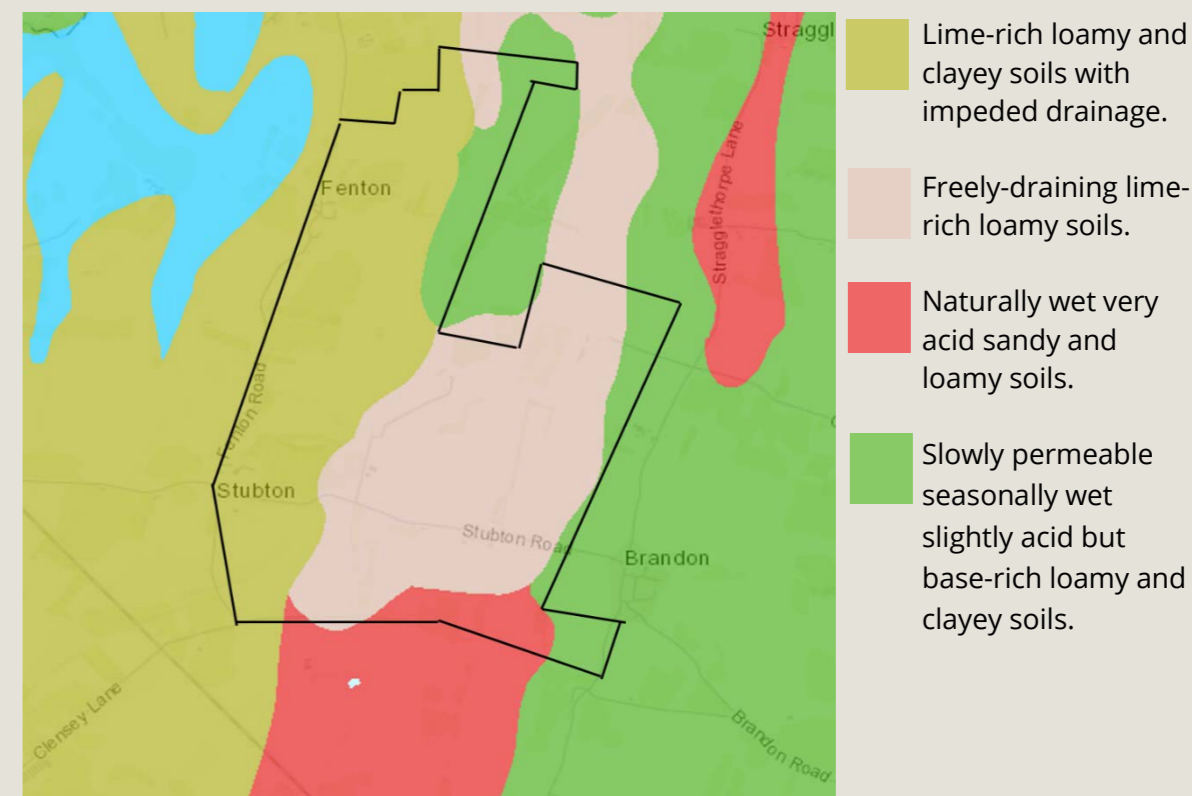 Straggl
Fenton
Stragglethorpe Lane
Fenton Road
Stubton
Stubton Road
Brandon
Clensey Lane
Brandon Road
Lime-rich loamy and
clayey soils with
impeded drainage.
Freely-draining lime-
rich loamy soils.
Naturally wet very
acid sandy and
loamy soils.
Slowly permeable
seasonally wet
slightly acid but
base-rich loamy and
clayey soils.